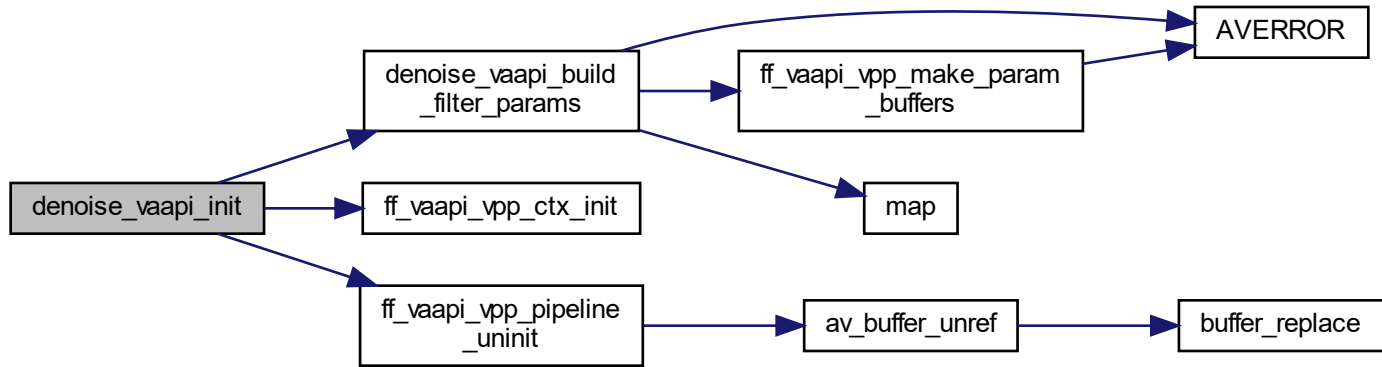 AVERROR
denoise_vaapi_build
_filter_params
ff_vaapi_vpp_make_param
_buffers
denoise_vaapi_init
ff_vaapi_vpp_ctx_init
map
ff_vaapi_vpp_pipeline
_uninit
av_buffer_unref
buffer_replace